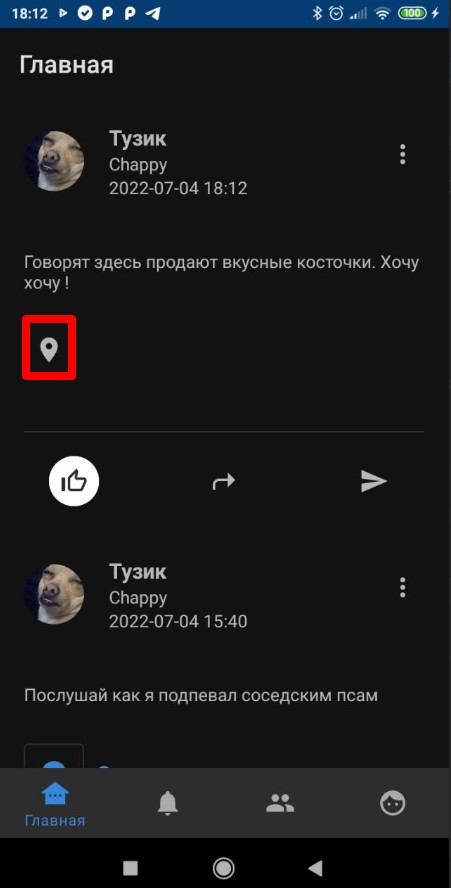 18:12
100
Главная
Тузик
Chappy
2022-07-04 18:12
Говорят здесь продают вкусные косточки. Хочу
хочу !
Тузик
Chappy
2022-07-04 15:40
Послушай как я подпевал соседским псам
Главная